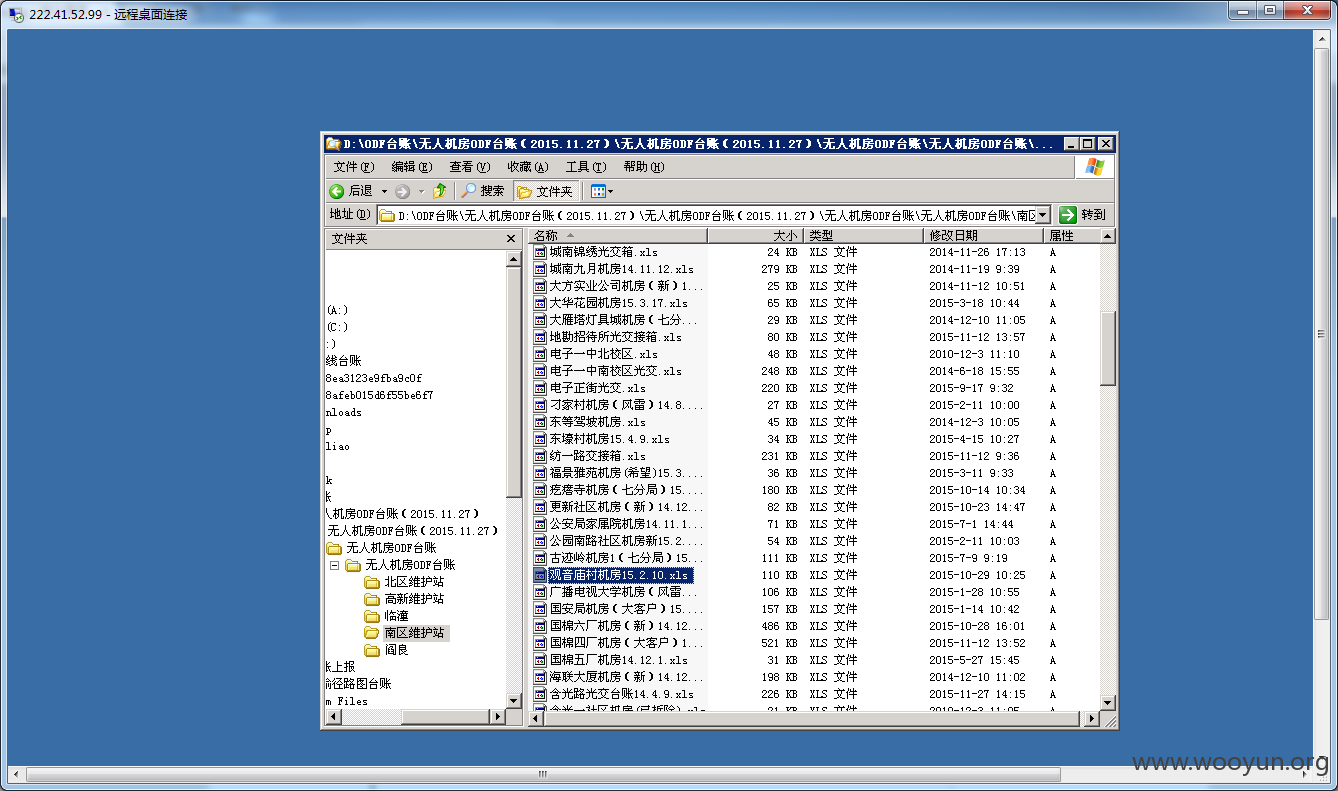 222.41.52.99 - 远程桌面连接
D:\ODF台账\无人机房ODF台账（2015.11.27）\无人机房ODF台账（2015.11.27）\无人机房ODF台账\无人机房ODF台账\...
文件(F) 编辑(E) 查看(V) 收藏(A) 工具(T) 帮助(H)
后退 搜索 文件夹
地址(D) D:\ODF台账\无人机房ODF台账（2015.11.27）\无人机房ODF台账（2015.11.27）\无人机房ODF台账\无人机房ODF台账\南区 转到
文件夹
(A:)
(C:)
:)
线台账
8ea3123e9fba9c0f
8afeb015d6f55be6f7
nloads
p
liao
k
账
人机房ODF台账（2015.11.27）
无人机房ODF台账（2015.11.27）
无人机房ODF台账
无人机房ODF台账
北区维护站
高新维护站
临潼
南区维护站
阎良
账上报
俞径路图台账
m Files
名称 大小 类型 修改日期 属性
城南锦绣光交箱.xls 24 KB XLS 文件 2014-11-26 17:13 A
城南九月机房14.11.12.xls 279 KB XLS 文件 2014-11-19 9:39 A
大方实业公司机房（新）1... 25 KB XLS 文件 2014-11-12 10:51 A
大华花园机房15.3.17.xls 65 KB XLS 文件 2015-3-18 10:44 A
大雁塔灯具城机房（七分... 29 KB XLS 文件 2014-12-10 11:05 A
地勘招待所光交接箱.xls 80 KB XLS 文件 2015-11-12 13:57 A
电子一中北校区.xls 48 KB XLS 文件 2010-12-3 11:10 A
电子一中南校区光交.xls 248 KB XLS 文件 2014-6-18 15:55 A
电子正街光交.xls 220 KB XLS 文件 2015-9-17 9:32 A
刁家村机房（风雷）14.8.... 27 KB XLS 文件 2015-2-11 10:00 A
东等驾坡机房.xls 45 KB XLS 文件 2014-12-3 10:05 A
东壕村机房15.4.9.xls 34 KB XLS 文件 2015-4-15 10:27 A
纺一路交接箱.xls 231 KB XLS 文件 2015-11-12 9:36 A
福景雅苑机房(希望)15.3.... 36 KB XLS 文件 2015-3-11 9:33 A
疙瘩寺机房（七分局）15.... 180 KB XLS 文件 2015-10-14 10:34 A
更新社区机房（新）14.12... 82 KB XLS 文件 2015-10-23 14:47 A
公安局家属院机房14.11.1... 71 KB XLS 文件 2015-7-1 14:44 A
公园南路社区机房新15.2.... 54 KB XLS 文件 2015-2-11 10:03 A
古迹岭机房1（七分局）15... 111 KB XLS 文件 2015-7-9 9:19 A
观音庙村机房15.2.10.xls 110 KB XLS 文件 2015-10-29 10:25 A
广播电视大学机房（风雷... 106 KB XLS 文件 2015-1-28 10:55 A
国安局机房（大客户）15.... 157 KB XLS 文件 2015-1-14 10:42 A
国棉六厂机房（新）14.12... 486 KB XLS 文件 2015-10-28 16:01 A
国棉四厂机房（大客户）1... 521 KB XLS 文件 2015-11-12 13:52 A
国棉五厂机房14.12.1.xls 31 KB XLS 文件 2015-5-27 15:45 A
海联大厦机房（新）14.12... 198 KB XLS 文件 2014-12-10 11:02 A
含光路光交台账14.4.9.xls 226 KB XLS 文件 2015-11-27 14:15 A
含光一社区机房(已拆除).xls 21 KB XLS 文件 2010-12-3 11:05 A
www.wooyun.org